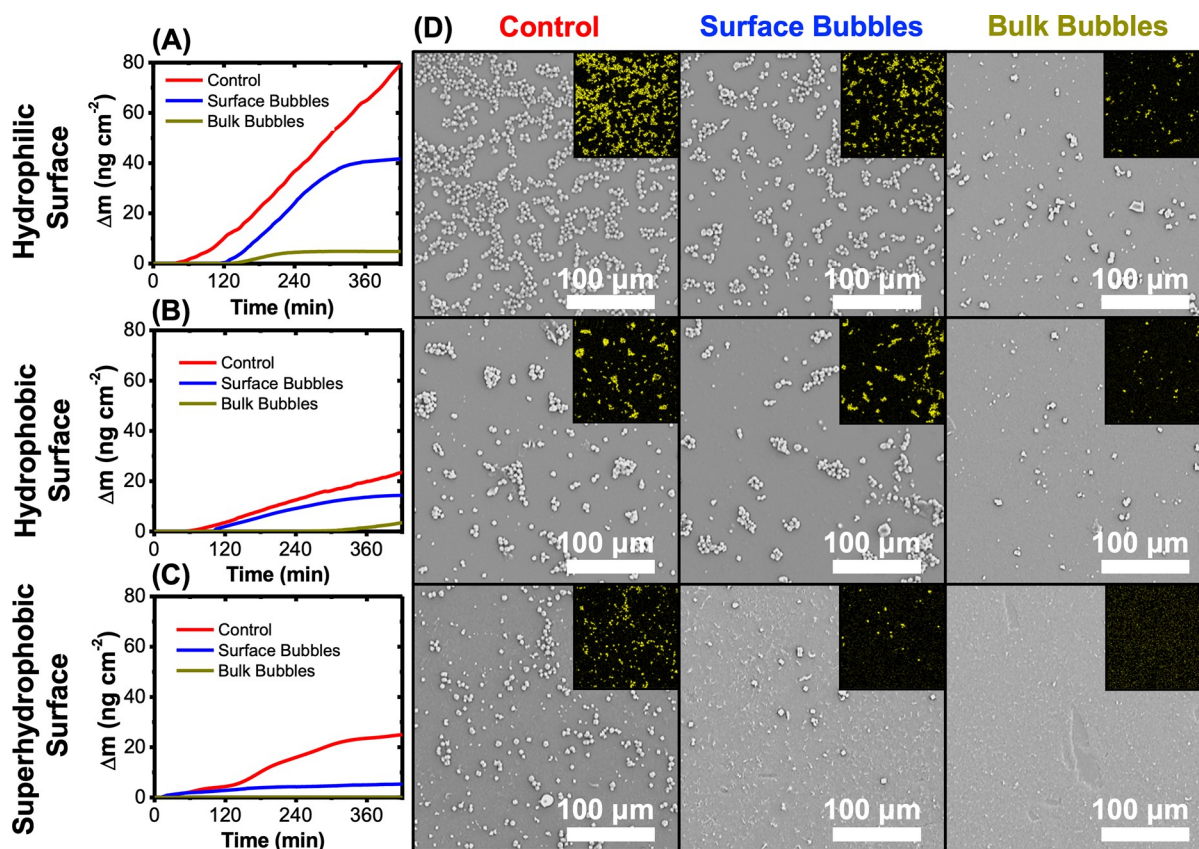 (A)
(D)
Control
Surface Bubbles
Bulk Bubbles
Hydrophilic
Surface
Δm (ng cm-2)
80
60
40
20
0
Control
Surface Bubbles
Bulk Bubbles
0 120 240 360
Time (min)
100 µm
100 µm
100 µm
(B)
Hydrophobic
Surface
Δm (ng cm-2)
80
60
40
20
0
Control
Surface Bubbles
Bulk Bubbles
0 120 240 360
Time (min)
100 µm
100 µm
100 µm
(C)
Superhydrophobic
Surface
Δm (ng cm-2)
80
60
40
20
0
Control
Surface Bubbles
Bulk Bubbles
0 120 240 360
Time (min)
100 µm
100 µm
100 µm